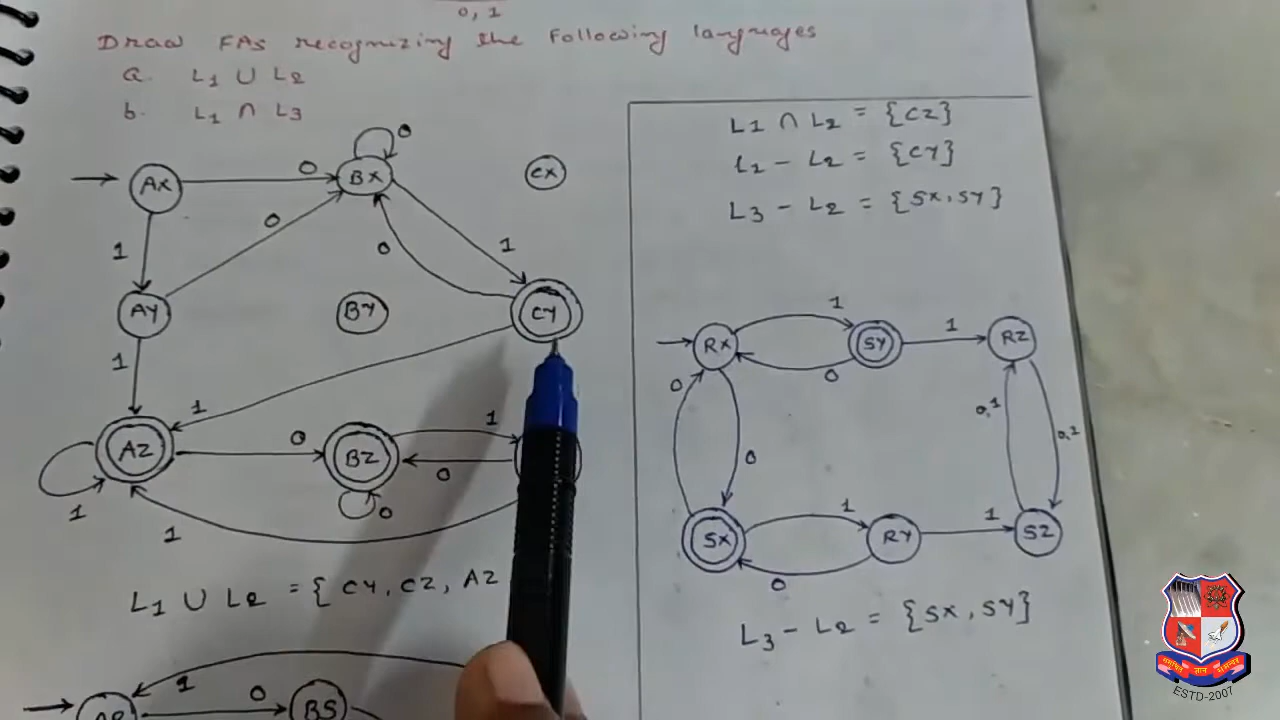 0, 1
Draw FAs recognizing the following languages
a. L1 ∪ L2
b. L1 ∩ L3
AX 0 BX 0 CX
1 0 0 1
AY BY CY
1 1
AZ 0 BZ 1
0
1 0
1
L1 ∪ L2 = { CY, CZ, AZ
1
0 BS
L1 ∩ L2 = {CZ}
L1 - L2 = {CY}
L3 - L2 = {SX, SY}
1
RX SY 1 RZ
0 0
0 0,1 0,1
SX 1 RY 1 SZ
0
L3 - L2 = {SX, SY}
ESTD-2007